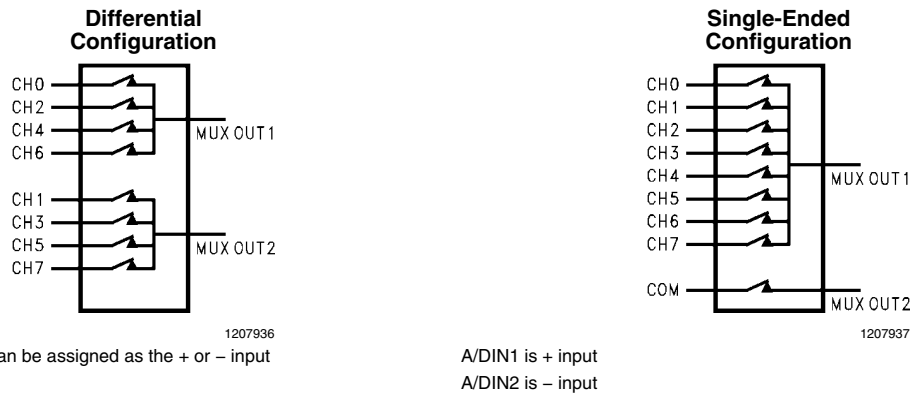 Differential
Configuration
CH0
CH2
CH4
CH6
MUX OUT1
CH1
CH3
CH5
CH7
MUX OUT2
1207936
an be assigned as the + or − input
Single-Ended
Configuration
CH0
CH1
CH2
CH3
CH4
CH5
CH6
CH7
MUX OUT1
COM
MUX OUT2
1207937
A/DIN1 is + input
A/DIN2 is − input